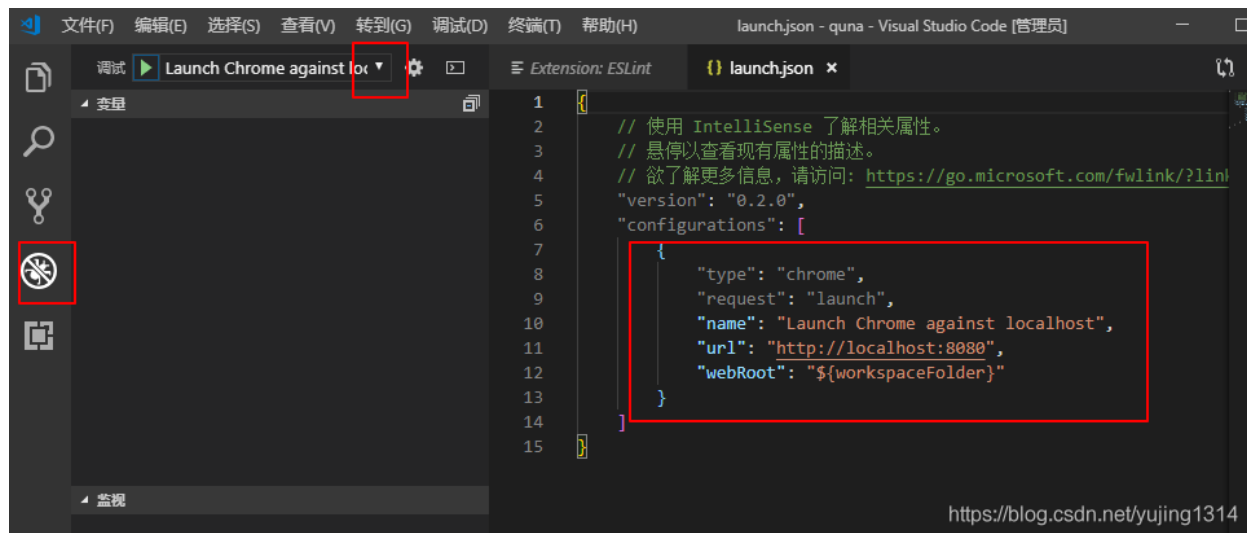 文件(F) 编辑(E) 选择(S) 查看(V) 转到(G) 调试(D) 终端(T) 帮助(H) launch.json - quna - Visual Studio Code [管理员]
调试 Launch Chrome against loc
Extension: ESLint {} launch.json ×
变量
1 {
2 // 使用 IntelliSense 了解相关属性。
3 // 悬停以查看现有属性的描述。
4 // 欲了解更多信息，请访问: https://go.microsoft.com/fwlink/?link
5 "version": "0.2.0",
6 "configurations": [
7 {
8 "type": "chrome",
9 "request": "launch",
10 "name": "Launch Chrome against localhost",
11 "url": "http://localhost:8080",
12 "webRoot": "${workspaceFolder}"
13 }
14 ]
15 }
监视
https://blog.csdn.net/yujing1314